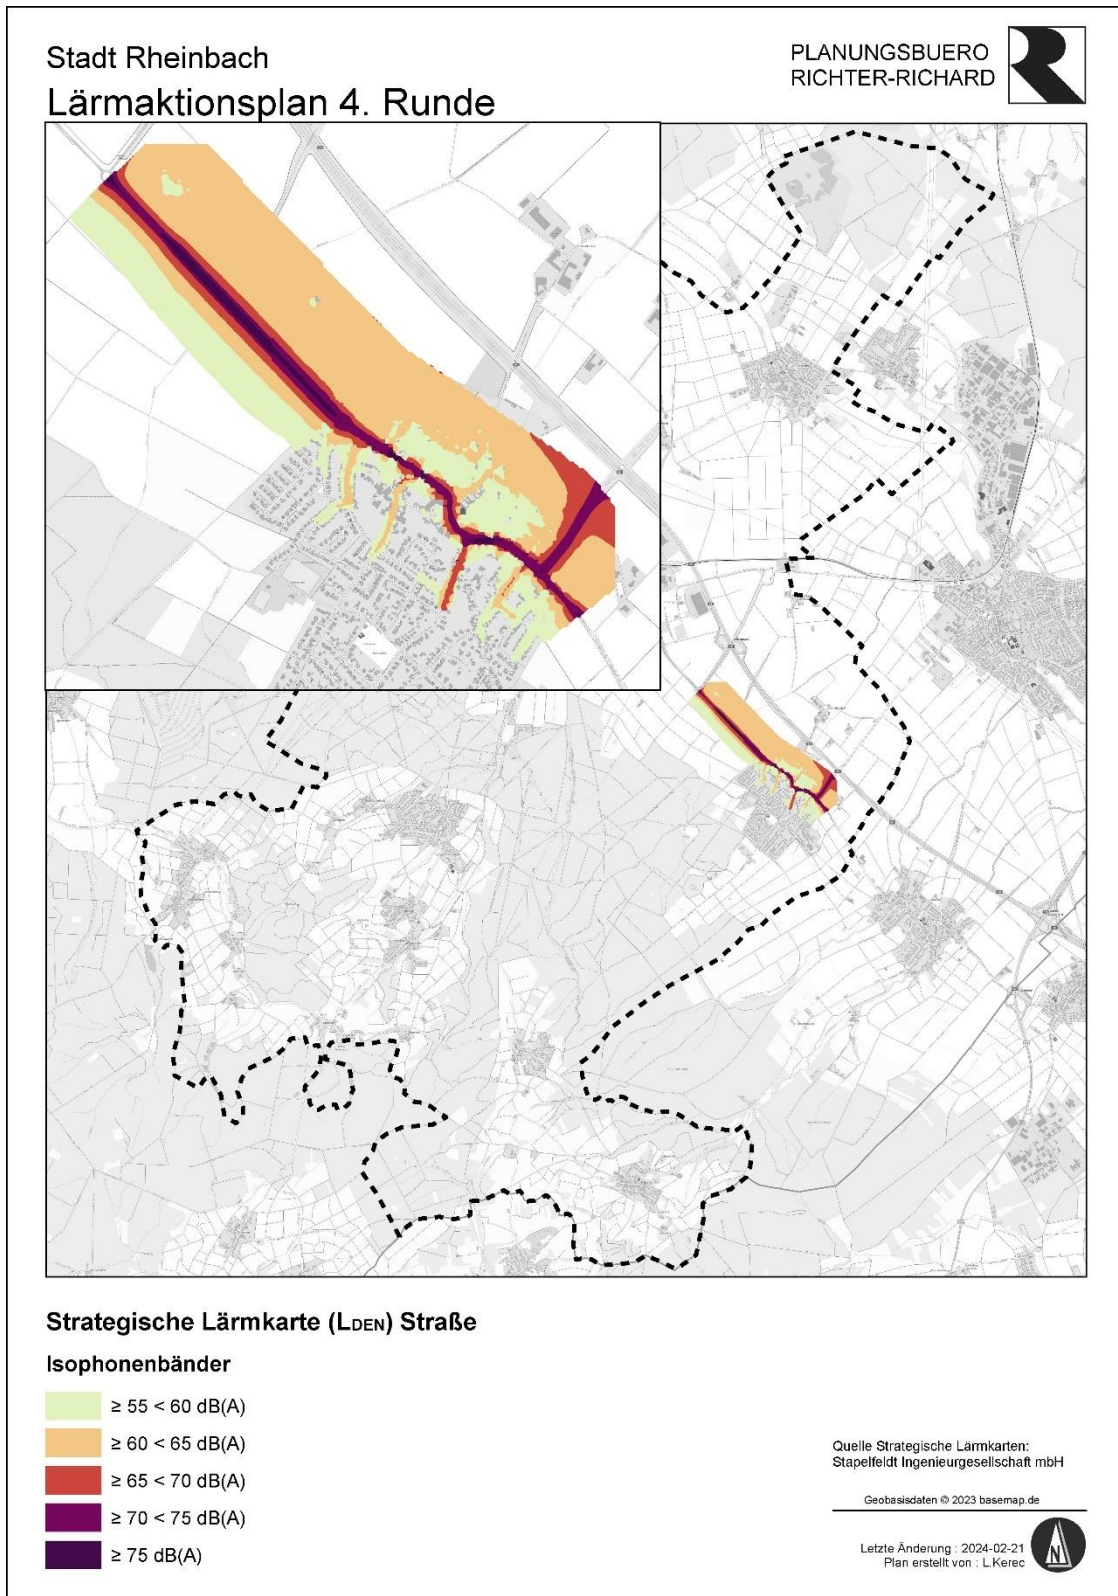 Stadt Rheinbach
Lärmaktionsplan 4. Runde
PLANUNGSBUERO
RICHTER-RICHARD
Strategische Lärmkarte (LDEN) Straße
Isophonenbänder
≥ 55 < 60 dB(A)
≥ 60 < 65 dB(A)
≥ 65 < 70 dB(A)
≥ 70 < 75 dB(A)
≥ 75 dB(A)
Quelle Strategische Lärmkarten:
Stapelfeldt Ingenieurgesellschaft mbH
Geobasisdaten © 2023 basemap.de
Letzte Änderung : 2024-02-21
Plan erstellt von : L.Kerec
N